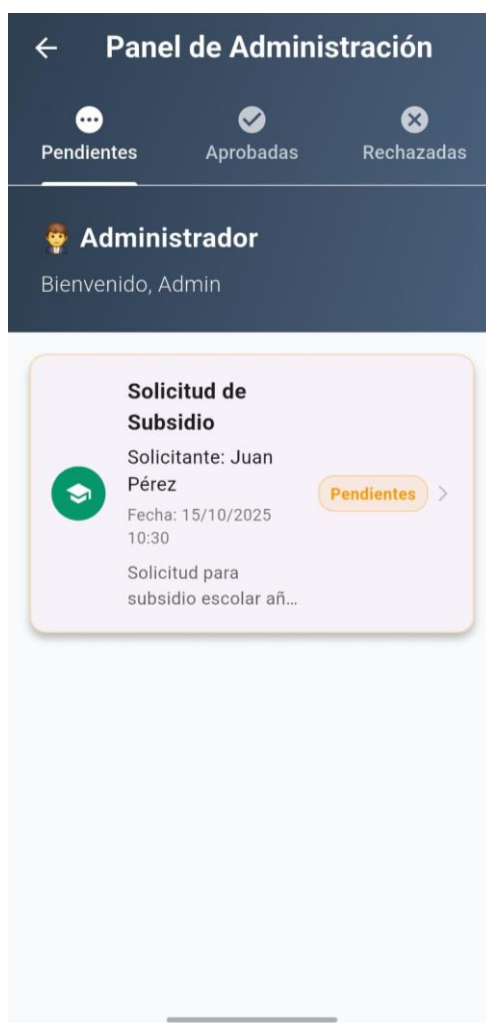 Panel de Administración
Pendientes
Aprobadas
Rechazadas
Administrador
Bienvenido, Admin
Solicitud de
Subsidio
Solicitante: Juan
Pérez
Fecha: 15/10/2025
10:30
Solicitud para
subsidio escolar añ...
Pendientes